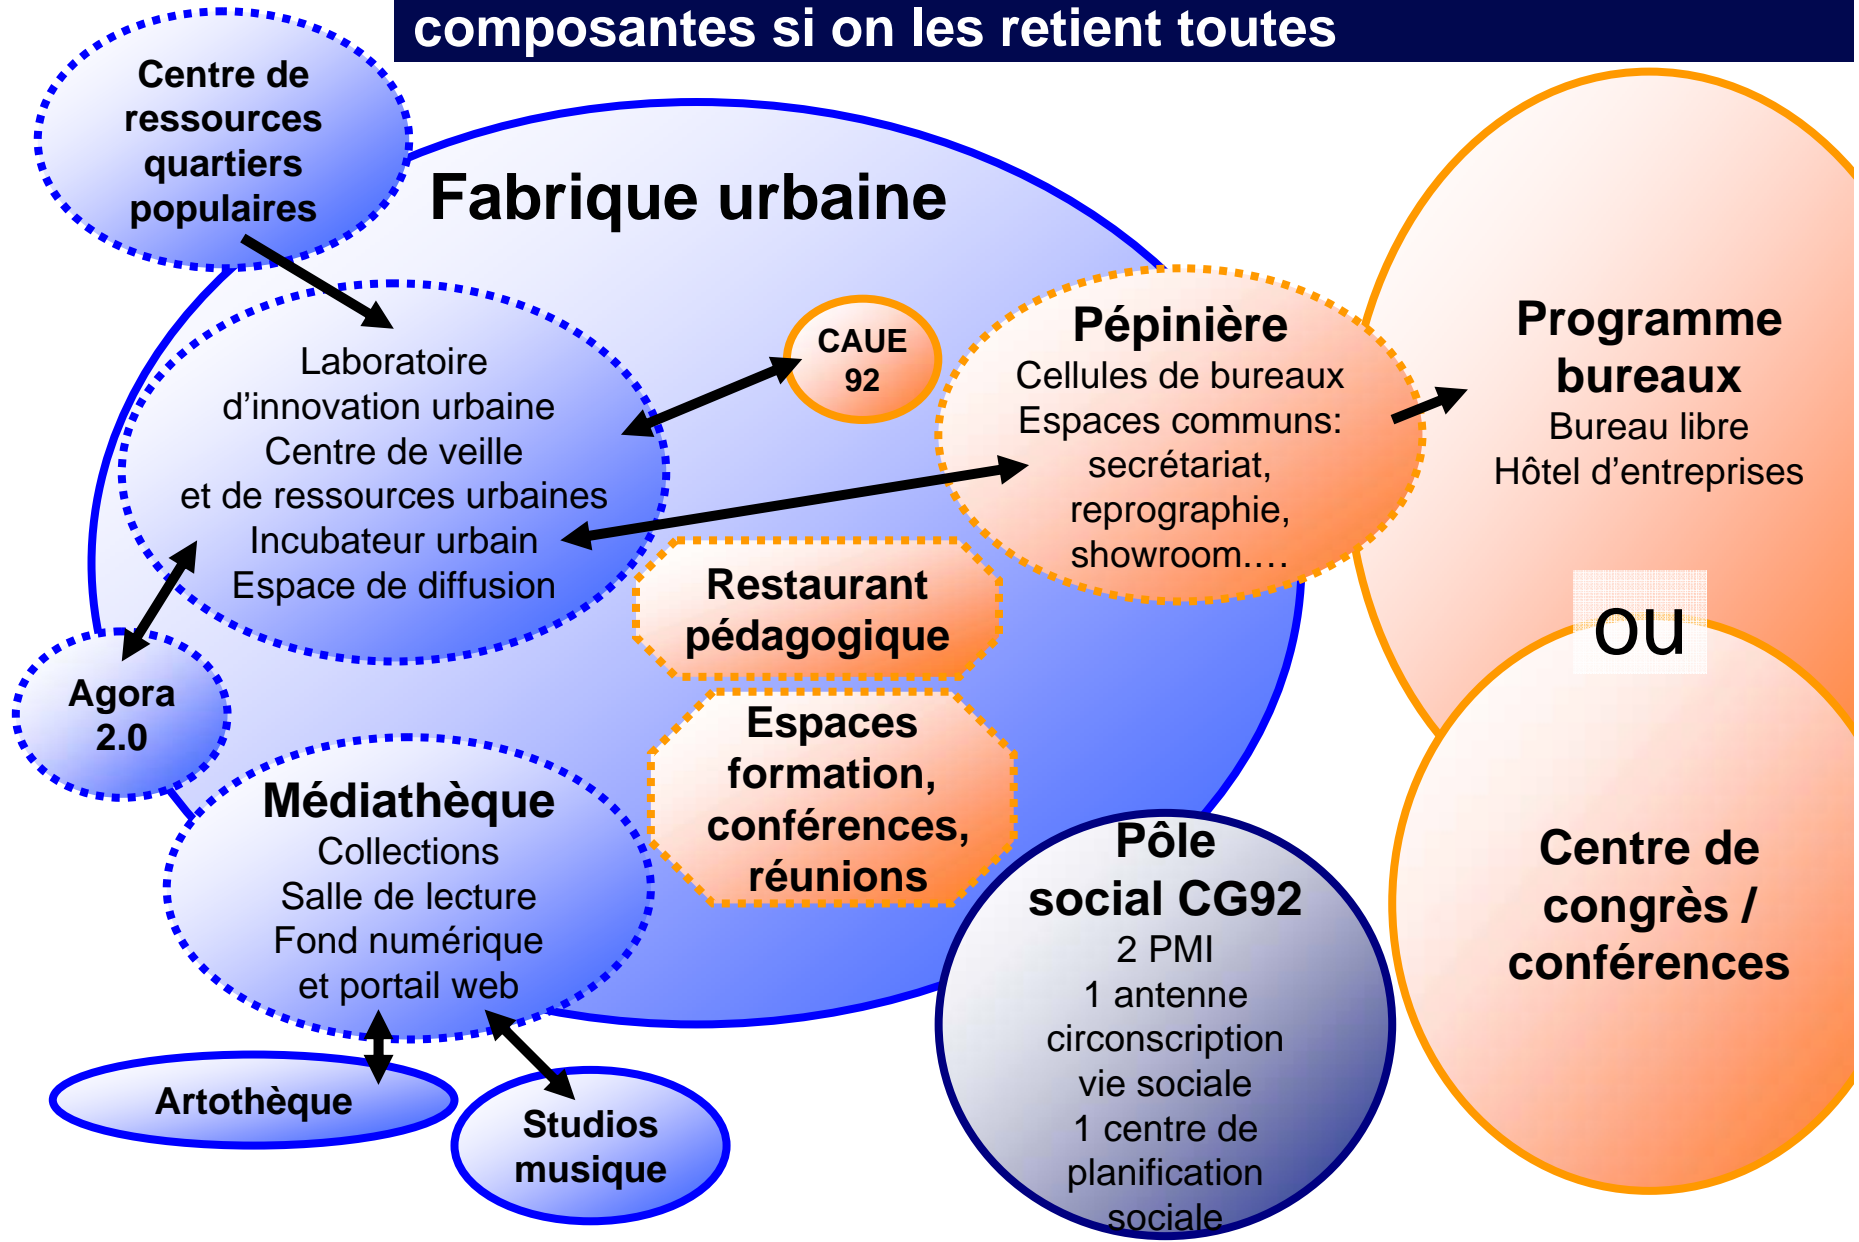 composantes si on les retient toutes
Centre de
ressources
quartiers
populaires
Fabrique urbaine
Laboratoire
d’innovation urbaine
Centre de veille
et de ressources urbaines
Incubateur urbain
Espace de diffusion
CAUE
92
Pépinière
Cellules de bureaux
Espaces communs:
secrétariat,
reprographie,
showroom.…
Programme
bureaux
Bureau libre
Hôtel d’entreprises
ou
Restaurant
pédagogique
Espaces
formation,
conférences,
réunions
Agora
2.0
Médiathèque
Collections
Salle de lecture
Fond numérique
et portail web
Artothèque
Studios
musique
Pôle
social CG92
2 PMI
1 antenne
circonscription
vie sociale
1 centre de
planification
sociale
Centre de
congrès /
conférences